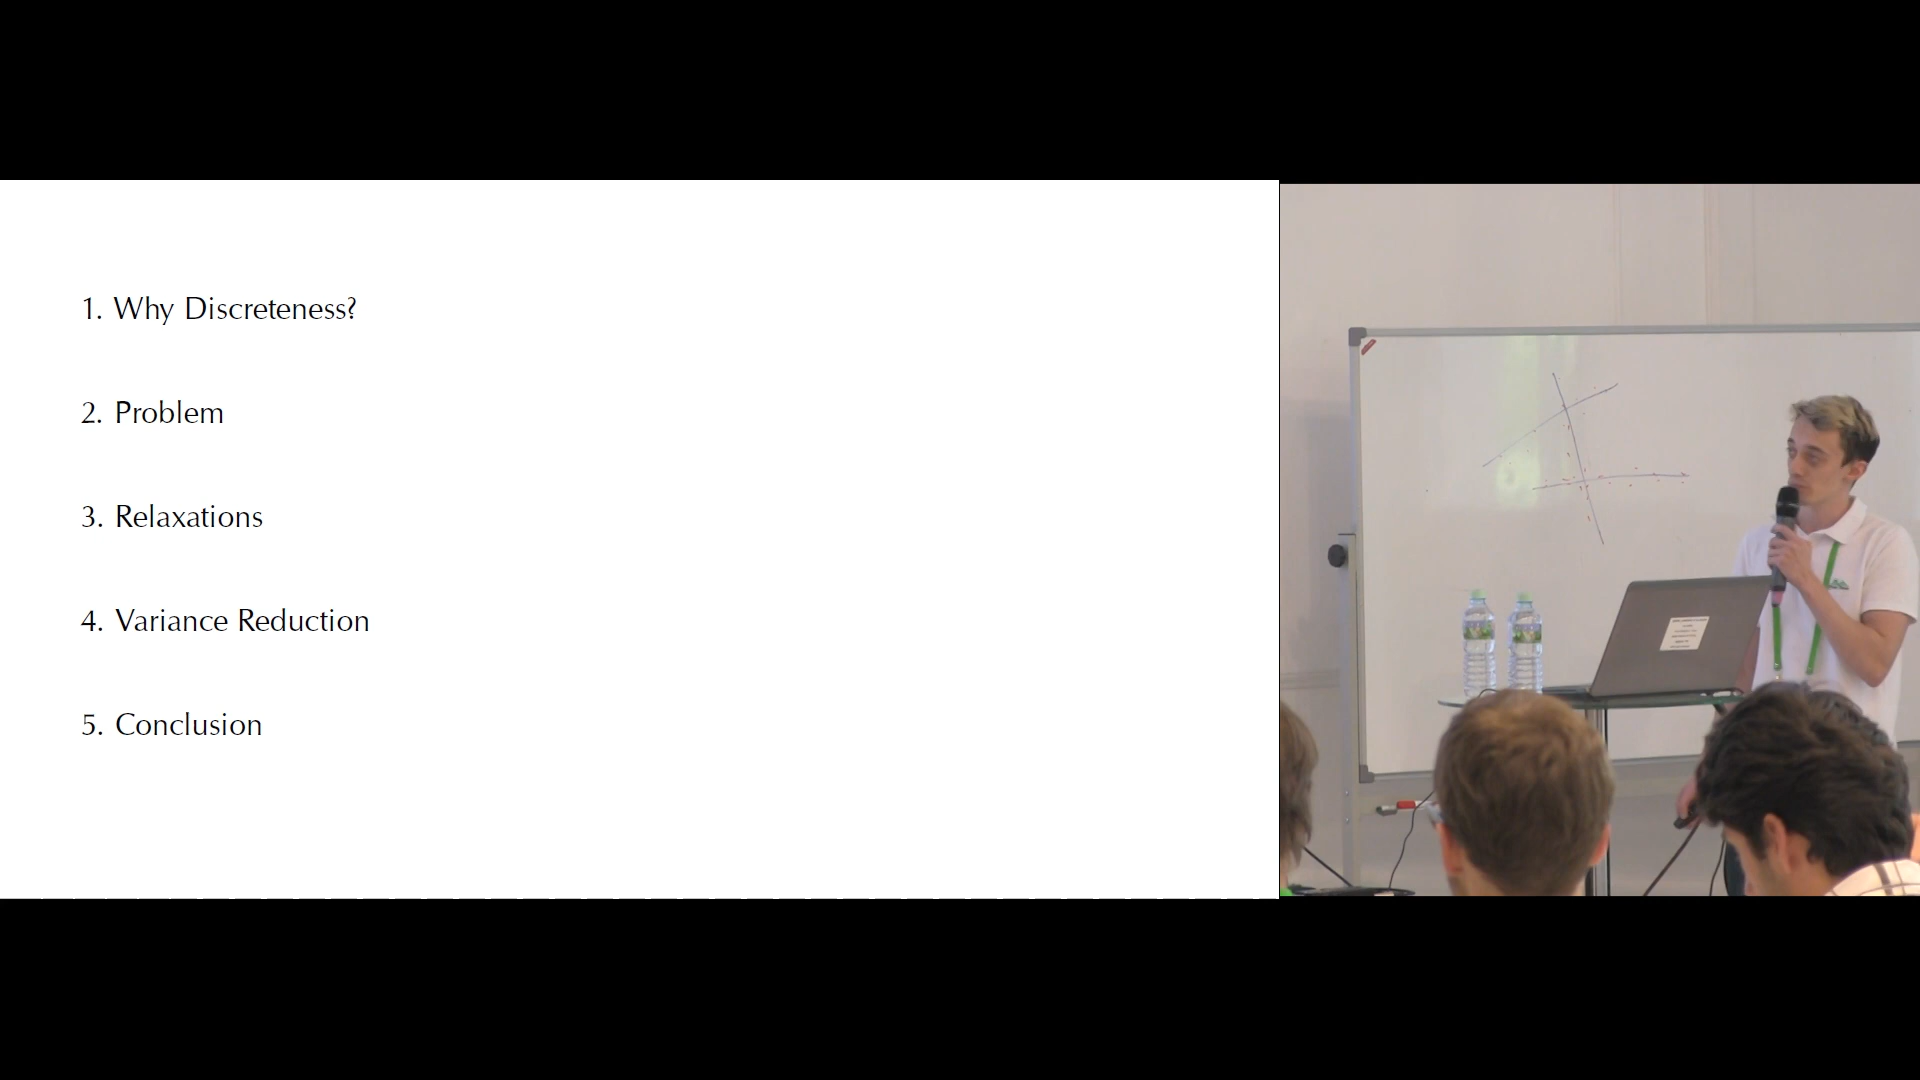 1. Why Discreteness?
2. Problem
3. Relaxations
4. Variance Reduction
5. Conclusion